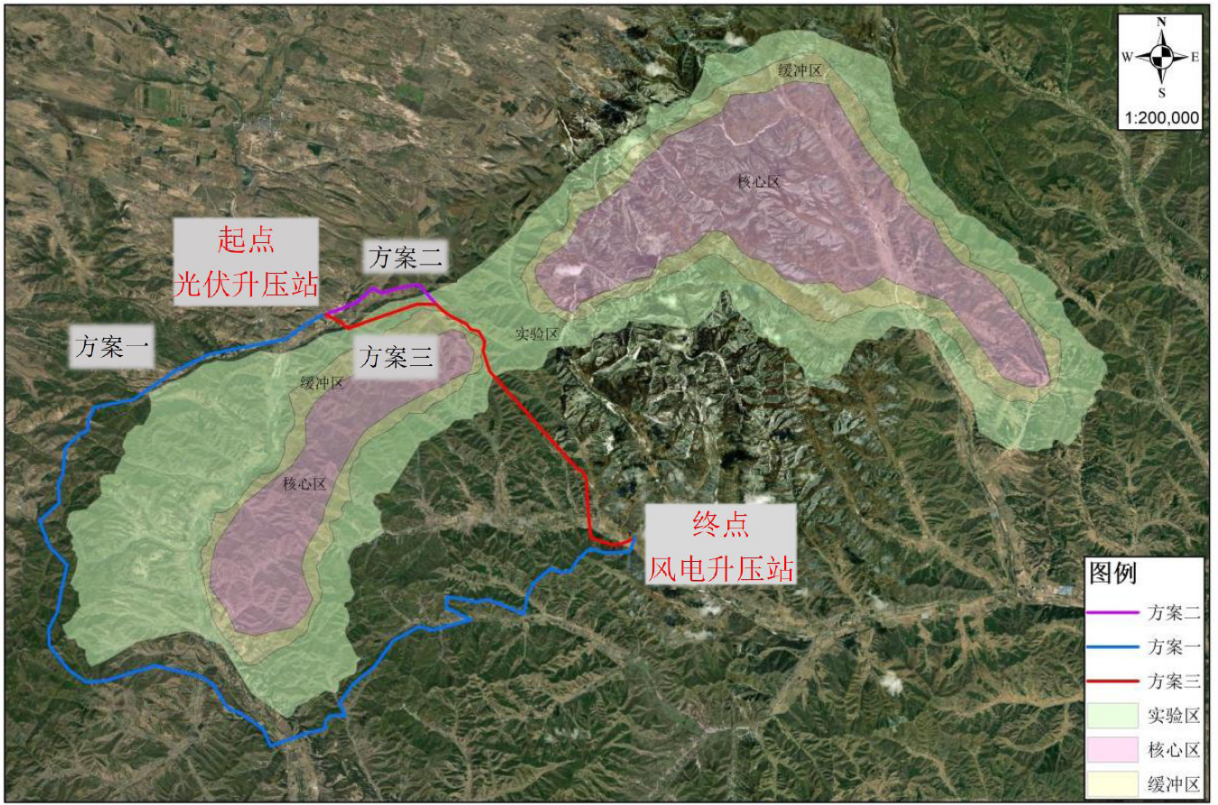 N
W
E
S
1:200,000
缓冲区
核心区
起点
光伏升压站
方案二
方案一
实验区
方案三
缓冲区
核心区
终点
风电升压站
图例
方案二
方案一
方案三
实验区
核心区
缓冲区